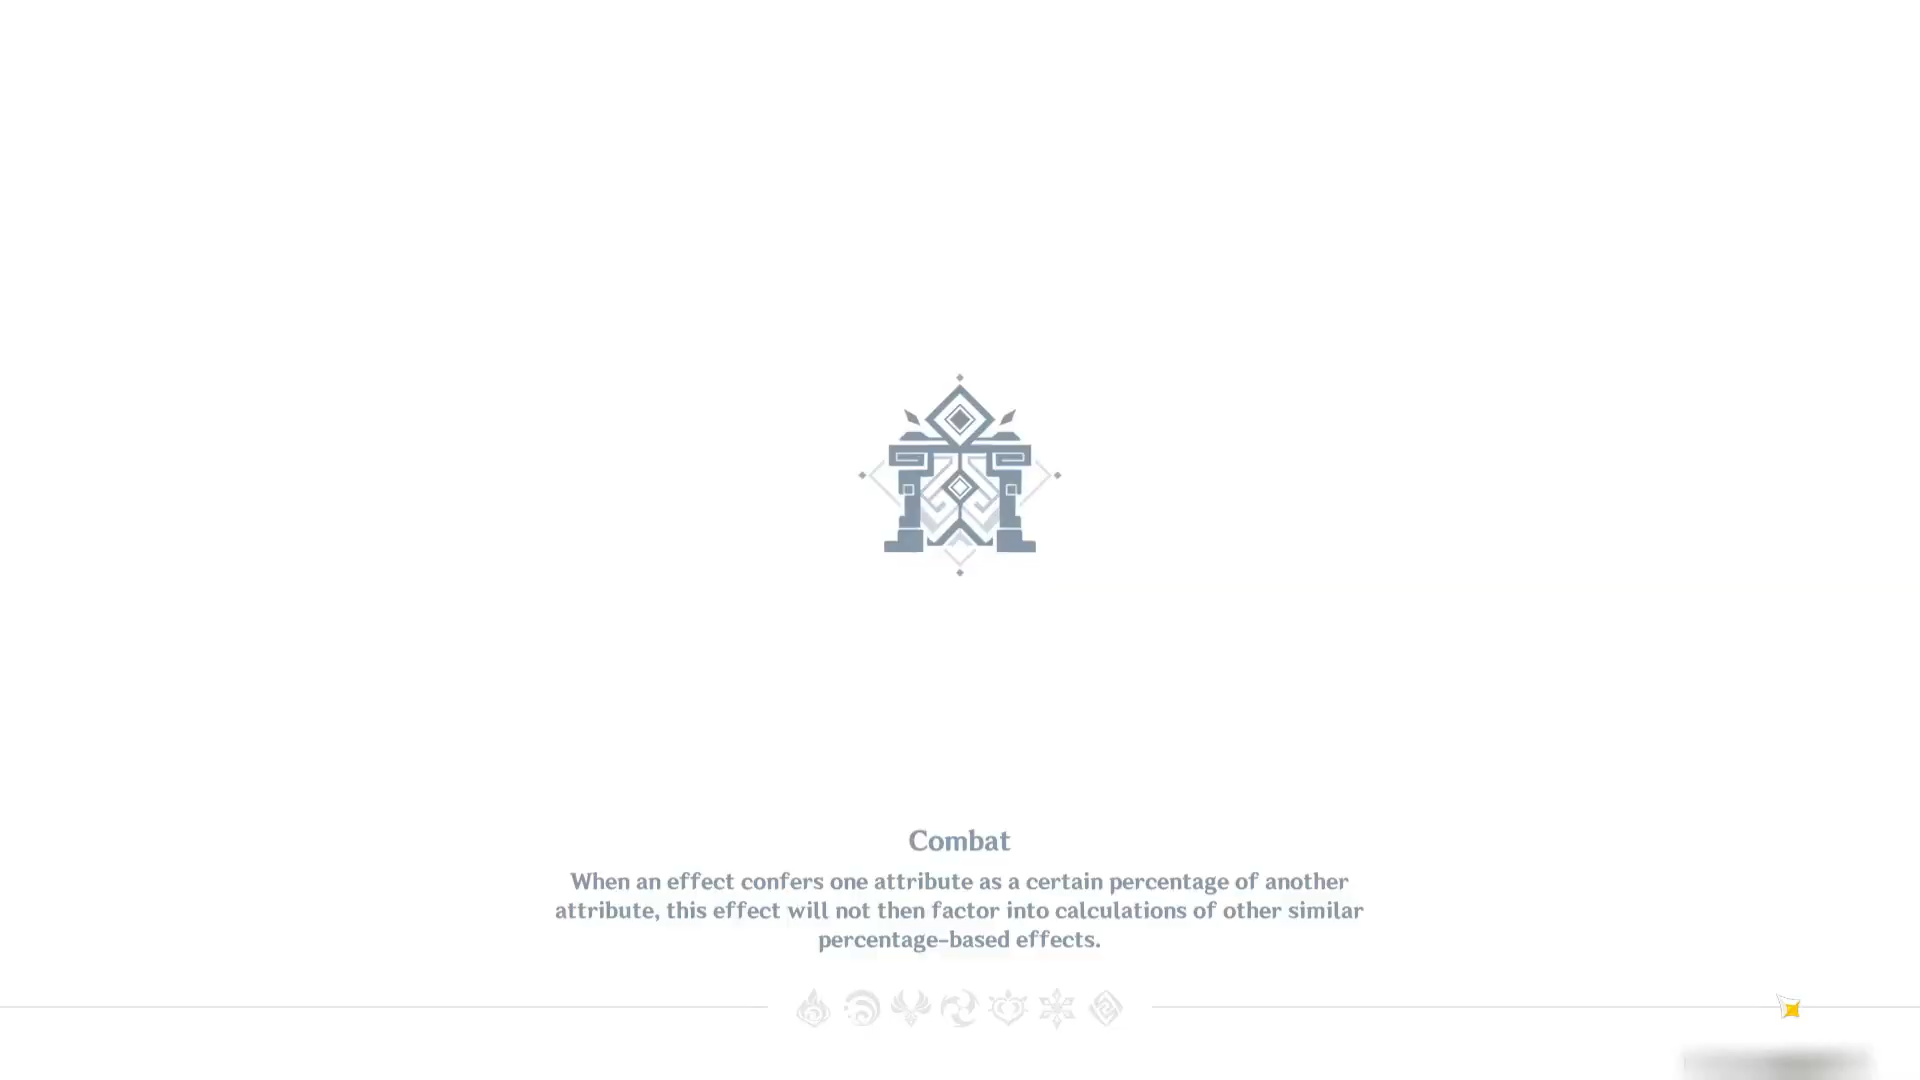 Combat
When an effect confers one attribute as a certain percentage of another
attribute, this effect will not then factor into calculations of other similar
percentage-based effects.